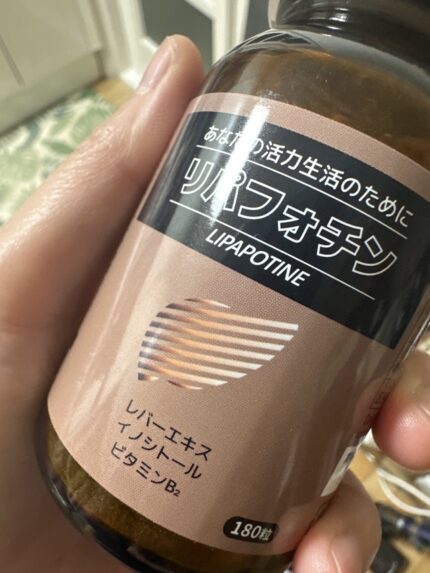 あなたの活力生活のために
リパフォチン
LIPAPOTINE
レバーエキス
イノシトール
ビタミンB₂
180粒